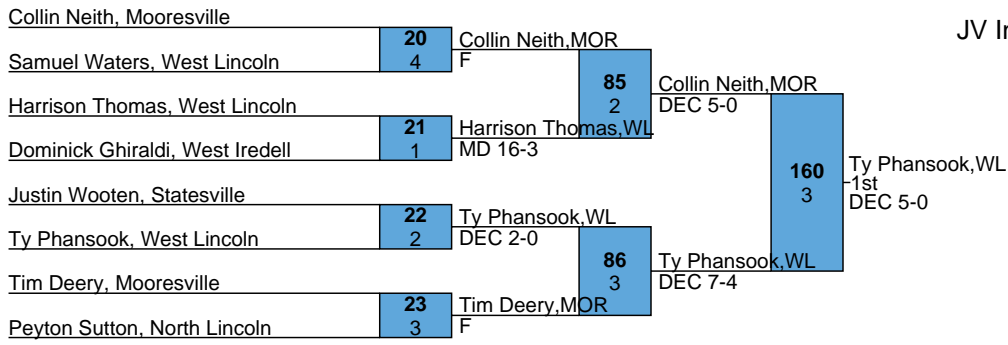 Collin Neith, Mooresville
JV In
20
Collin Neith,MOR
4
F
Samuel Waters, West Lincoln
85
Collin Neith,MOR
2
DEC 5-0
Harrison Thomas, West Lincoln
21
Harrison Thomas,WL
1
MD 16-3
Dominick Ghiraldi, West Iredell
160
Ty Phansook,WL
3
1st
DEC 5-0
Justin Wooten, Statesville
22
Ty Phansook,WL
2
DEC 2-0
Ty Phansook, West Lincoln
86
Ty Phansook,WL
3
DEC 7-4
Tim Deery, Mooresville
23
Tim Deery,MOR
3
F
Peyton Sutton, North Lincoln